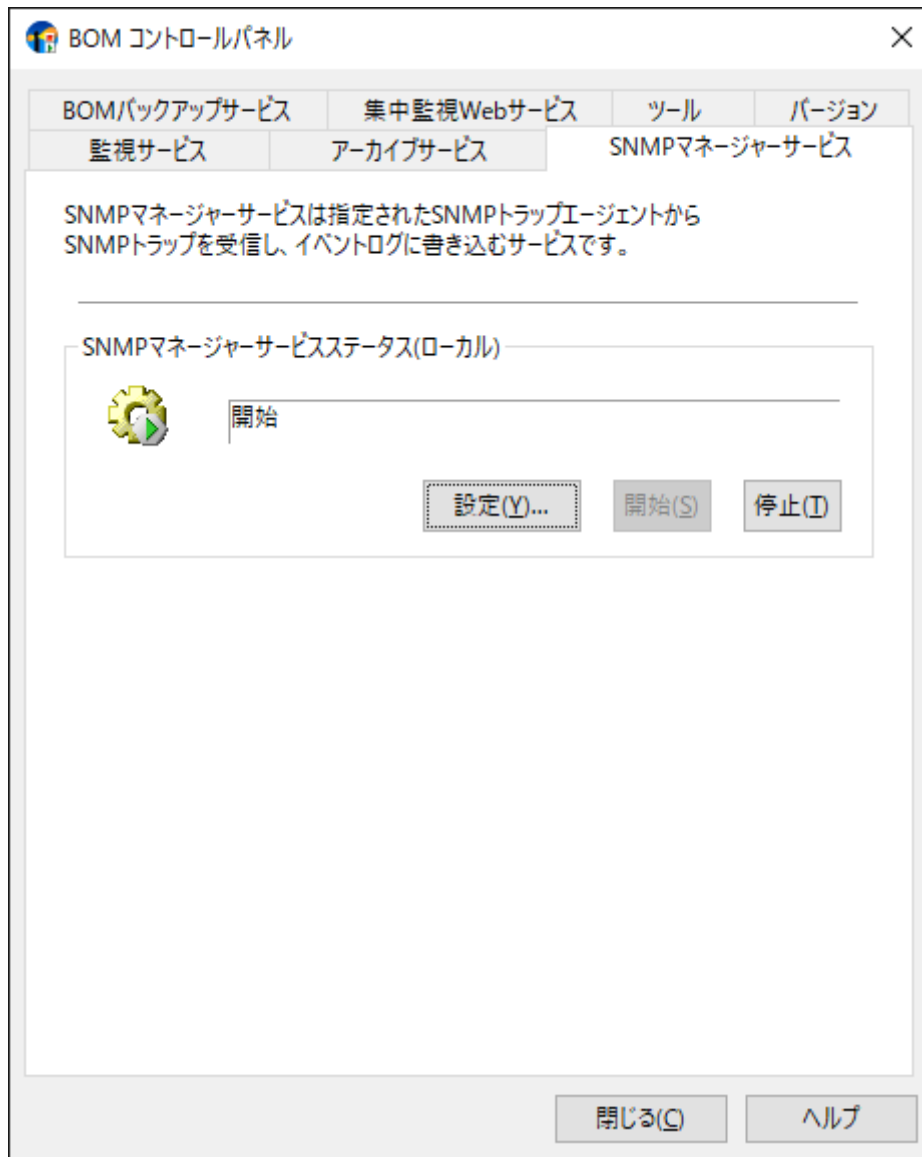 BOM コントロールパネル
BOMバックアップサービス 集中監視Webサービス ツール バージョン
監視サービス アーカイブサービス SNMPマネージャーサービス
SNMPマネージャーサービスは指定されたSNMPトラップエージェントから
SNMPトラップを受信し、イベントログに書き込むサービスです。
SNMPマネージャーサービスステータス(ローカル)
開始
設定(Y)... 開始(S) 停止(T)
閉じる(C) ヘルプ